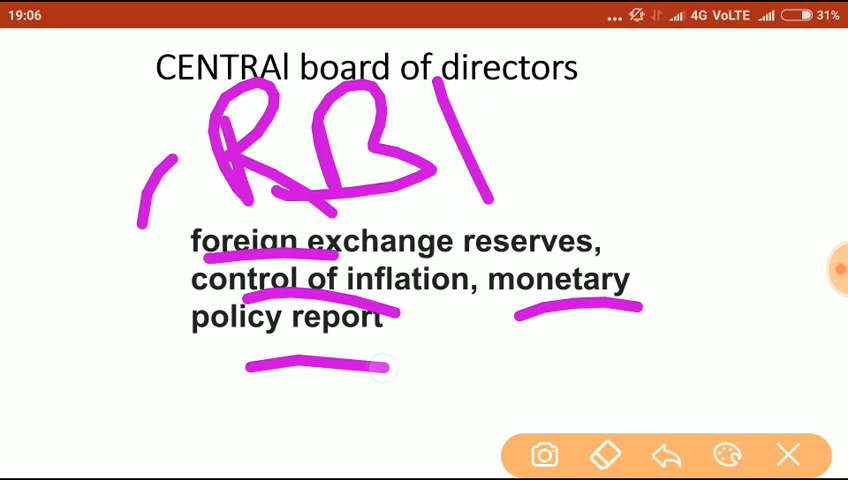 19:06 ... 4G VoLTE 31%
CENTRAl board of directors
RBI
foreign exchange reserves,
control of inflation, monetary
policy report